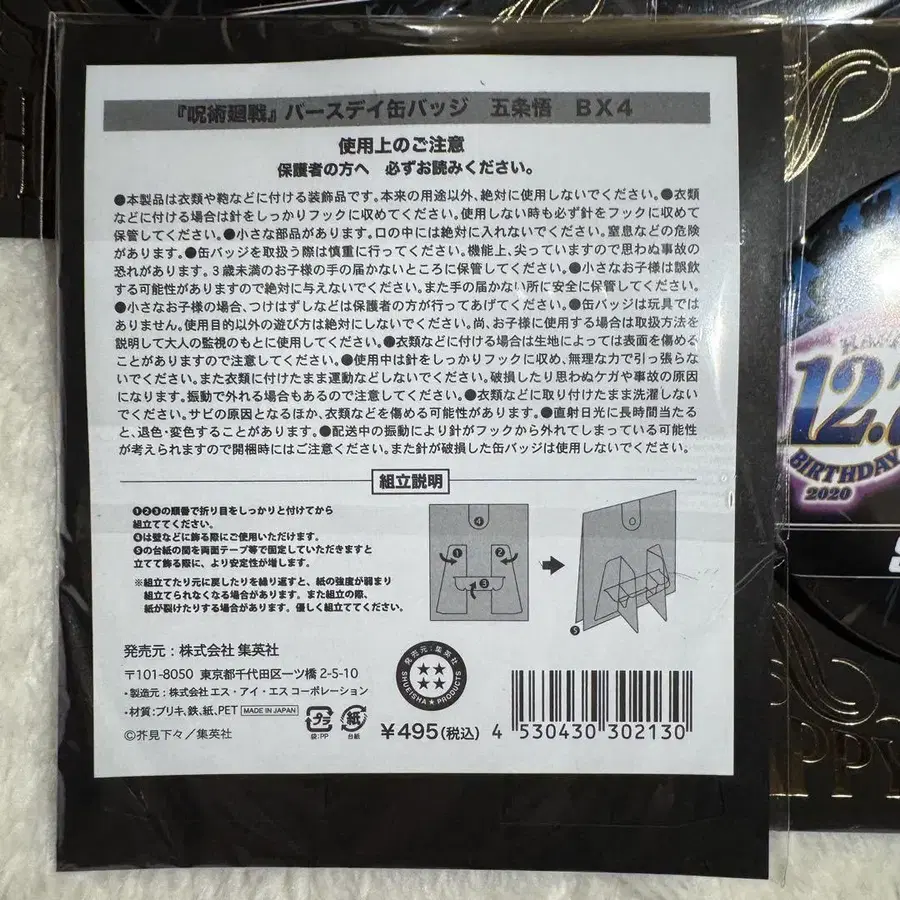 『呪術廻戦』バースデイ缶バッジ　五条悟　BX4
使用上のご注意
保護者の方へ　必ずお読みください。
●本製品は衣類や鞄などに付ける装飾品です。本来の用途以外、絶対に使用しないでください。●衣類
などに付ける場合は針をしっかりフックに収めてください。使用しない時も必ず針をフックに収めて
保管してください。●小さな部品があります。口の中には絶対に入れないでください。窒息などの危険
があります。●缶バッジを取扱う際は慎重に行ってください。機能上、尖っていますので思わぬ事故の
恐れがあります。3歳未満のお子様の手の届かないところに保管してください。●小さなお子様は誤飲
する可能性がありますので絶対に与えないでください。また手の届かない所に安全に保管してください。
●小さなお子様の場合、つけはずしなどは保護者の方が行ってあげてください。●缶バッジは玩具では
ありません。使用目的以外の遊び方は絶対にしないでください。尚、お子様に使用する場合は取扱方法を
説明して大人の監視のもとに使用してください。●衣類などに付ける場合は生地によっては表面を傷める
ことがありますので注意してください。●使用中は針をしっかりフックに収め、無理な力で引っ張らな
いでください。また衣類に付けたまま運動などしないでください。破損したり思わぬケガや事故の原因
になります。振動で外れる場合もあるので注意してください。●衣類などに取り付けたまま洗濯しない
でください。サビの原因となるほか、衣類などを傷める可能性があります。●直射日光に長時間当たる
と、退色・変色することがあります。●配送中の振動により針がフックから外れてしまっている可能性
が考えられますので開梱時にはご注意ください。また針が破損した缶バッジは使用しないでください。
組立説明
❶❷❸の順番で折り目をしっかりと付けてから
組立ててください。
❹は壁などに飾る際にご使用いただけます。
❺の台紙の間を両面テープ等で固定していただきますと
立てて飾る際に、より安定性が増します。
※組立てたり元に戻したりを繰り返すと、紙の強度が弱まり
組立てられなくなる場合があります。また組立の際、
紙が裂けたりする場合があります。優しく組立ててください。
❹
❶
❷
❸
❺
発売元：株式会社 集英社
〒101-8050 東京都千代田区一ツ橋 2-5-10
・製造元：株式会社 エス・アイ・エス コーポレーション
・材質：ブリキ、鉄、紙、PET MADE IN JAPAN
©芥見下々／集英社
発売元：集英社
SHUEISHA PRODUCTS
プラ
袋：PP
紙
台紙
¥495(税込)
4 530430 302130
12.
BIRTHDAY
2020
PPY